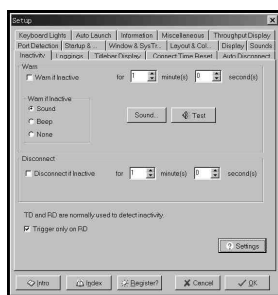 Setup
Keyboard Lights Auto Launch Information Miscellaneous Throughput Display
Port Detection Startup & ... Window & SysTr... Layout & Col... Display Sounds
Inactivity Loggings Titlebar Display Connect Time Reset Auto Disconnect
Warn
Warn if Inactive for 1 minute(s) 0 second(s)
Warn if Inactive
Sound
Beep
None
Sound... Test
Disconnect
Disconnect if Inactive for 1 minute(s) 0 second(s)
TD and RD are normally used to detect inactivity.
Trigger only on RD
? Settings
Intro Index Register? Cancel OK